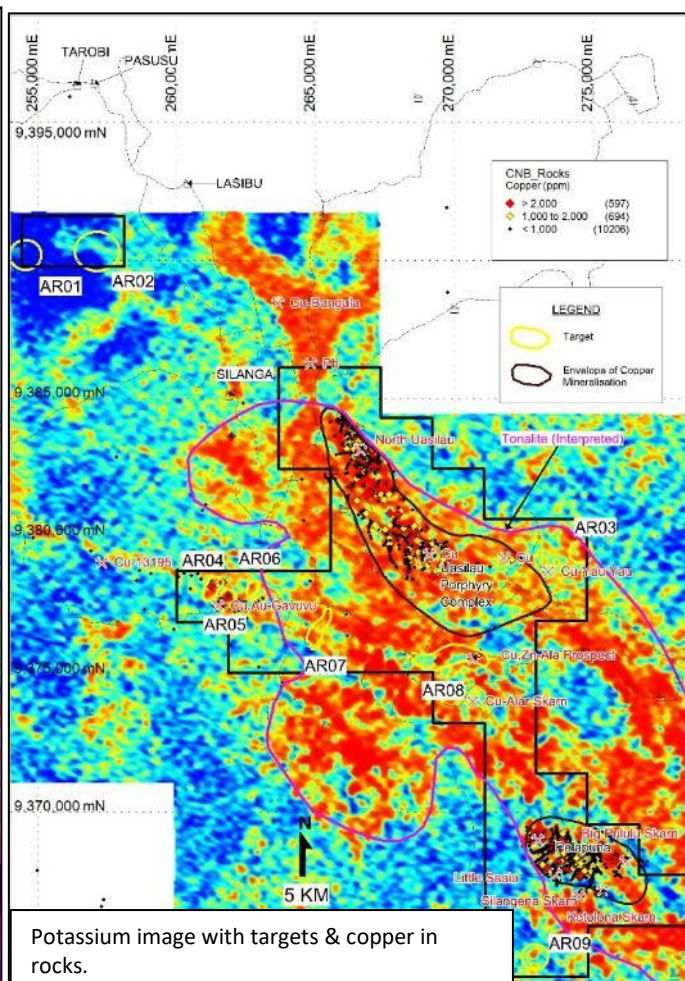 255,000 mE
260,000 mE
265,000 mE
270,000 mE
275,000 mE
TAROBI
PASUSU
9,395,000 mN
LASIBU
CNB_Rocks
Copper (ppm)
> 2,000 (597)
1,000 to 2,000 (694)
< 1,000 (10206)
AR01
AR02
LEGEND
Target
Envelope of Copper
Mineralisation
Cu-Bangula
Pb
SILANGA
9,385,000 mN
North Uasilau
Tonalite (Interpreted)
9,380,000 mN
AR03
Cu-13195
AR04
AR06
Cu
Cu
Uasilau
Porphyry
Complex
Cu-Yau Yau
Cu,Au-Gavuvu
AR05
9,375,000 mN
AR07
Cu,Zn-Ala Prospect
AR08
Cu-Alar Skarn
9,370,000 mN
N
5 KM
Big Pululu Skarn
Pelapuna
Little Saala
Silangena Skarn
Kotoluna Skarn
AR09
Potassium image with targets & copper in
rocks.